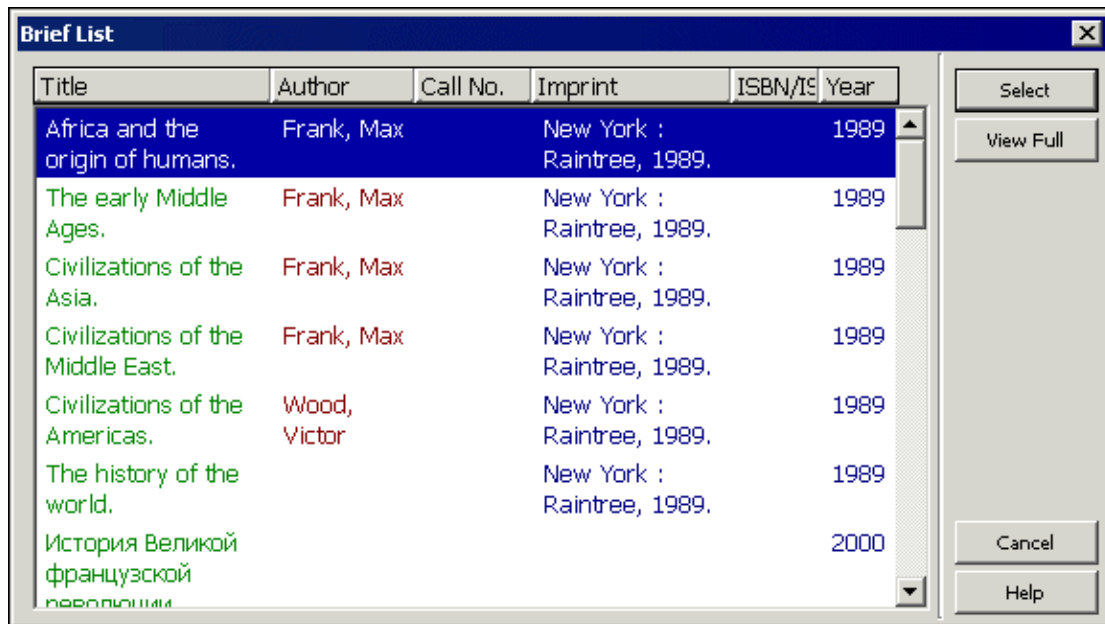 Brief List
Title Author Call No. Imprint ISBN/IS Year
Select
View Full
Africa and the Frank, Max New York : 1989
origin of humans. Raintree, 1989.
The early Middle Frank, Max New York : 1989
Ages. Raintree, 1989.
Civilizations of the Frank, Max New York : 1989
Asia. Raintree, 1989.
Civilizations of the Frank, Max New York : 1989
Middle East. Raintree, 1989.
Civilizations of the Wood, New York : 1989
Americas. Victor Raintree, 1989.
The history of the New York : 1989
world. Raintree, 1989.
История Великой 2000
французской
революции
Cancel
Help